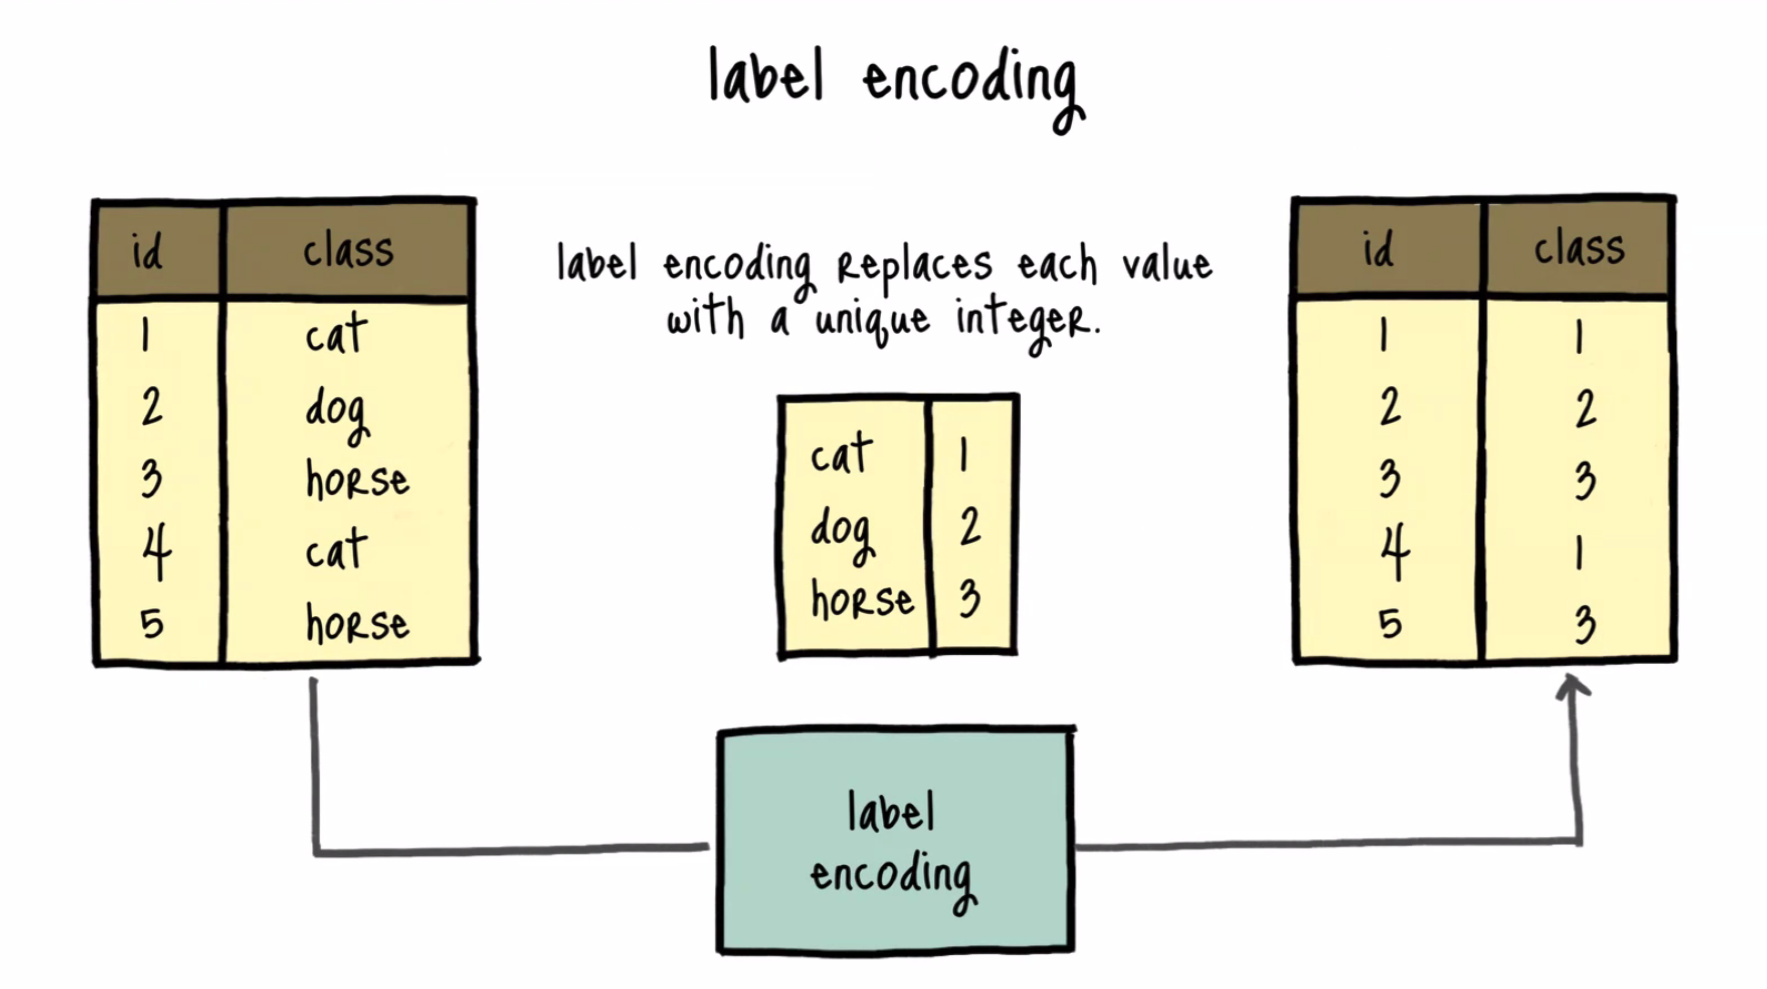 label encoding
id class
1 cat
2 dog
3 horse
4 cat
5 horse
label encoding replaces each value
with a unique integer.
cat 1
dog 2
horse 3
id class
1 1
2 2
3 3
4 1
5 3
label
encoding